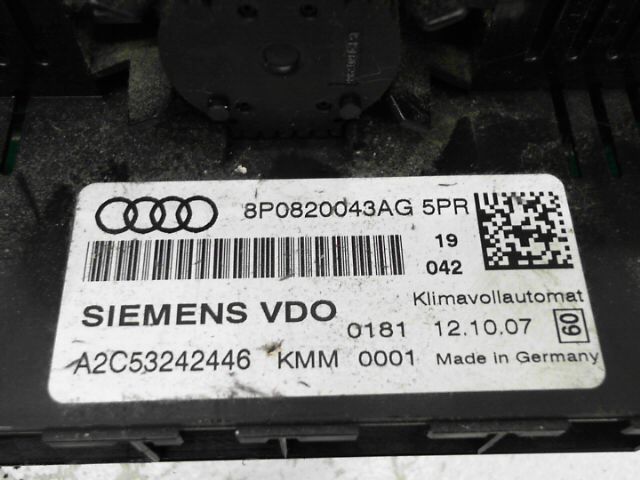 8P0820043AG 5PR
19
042
SIEMENS VDO
Klimavollautomat
0181 12.10.07 60
A2C53242446 KMM 0001 Made in Germany